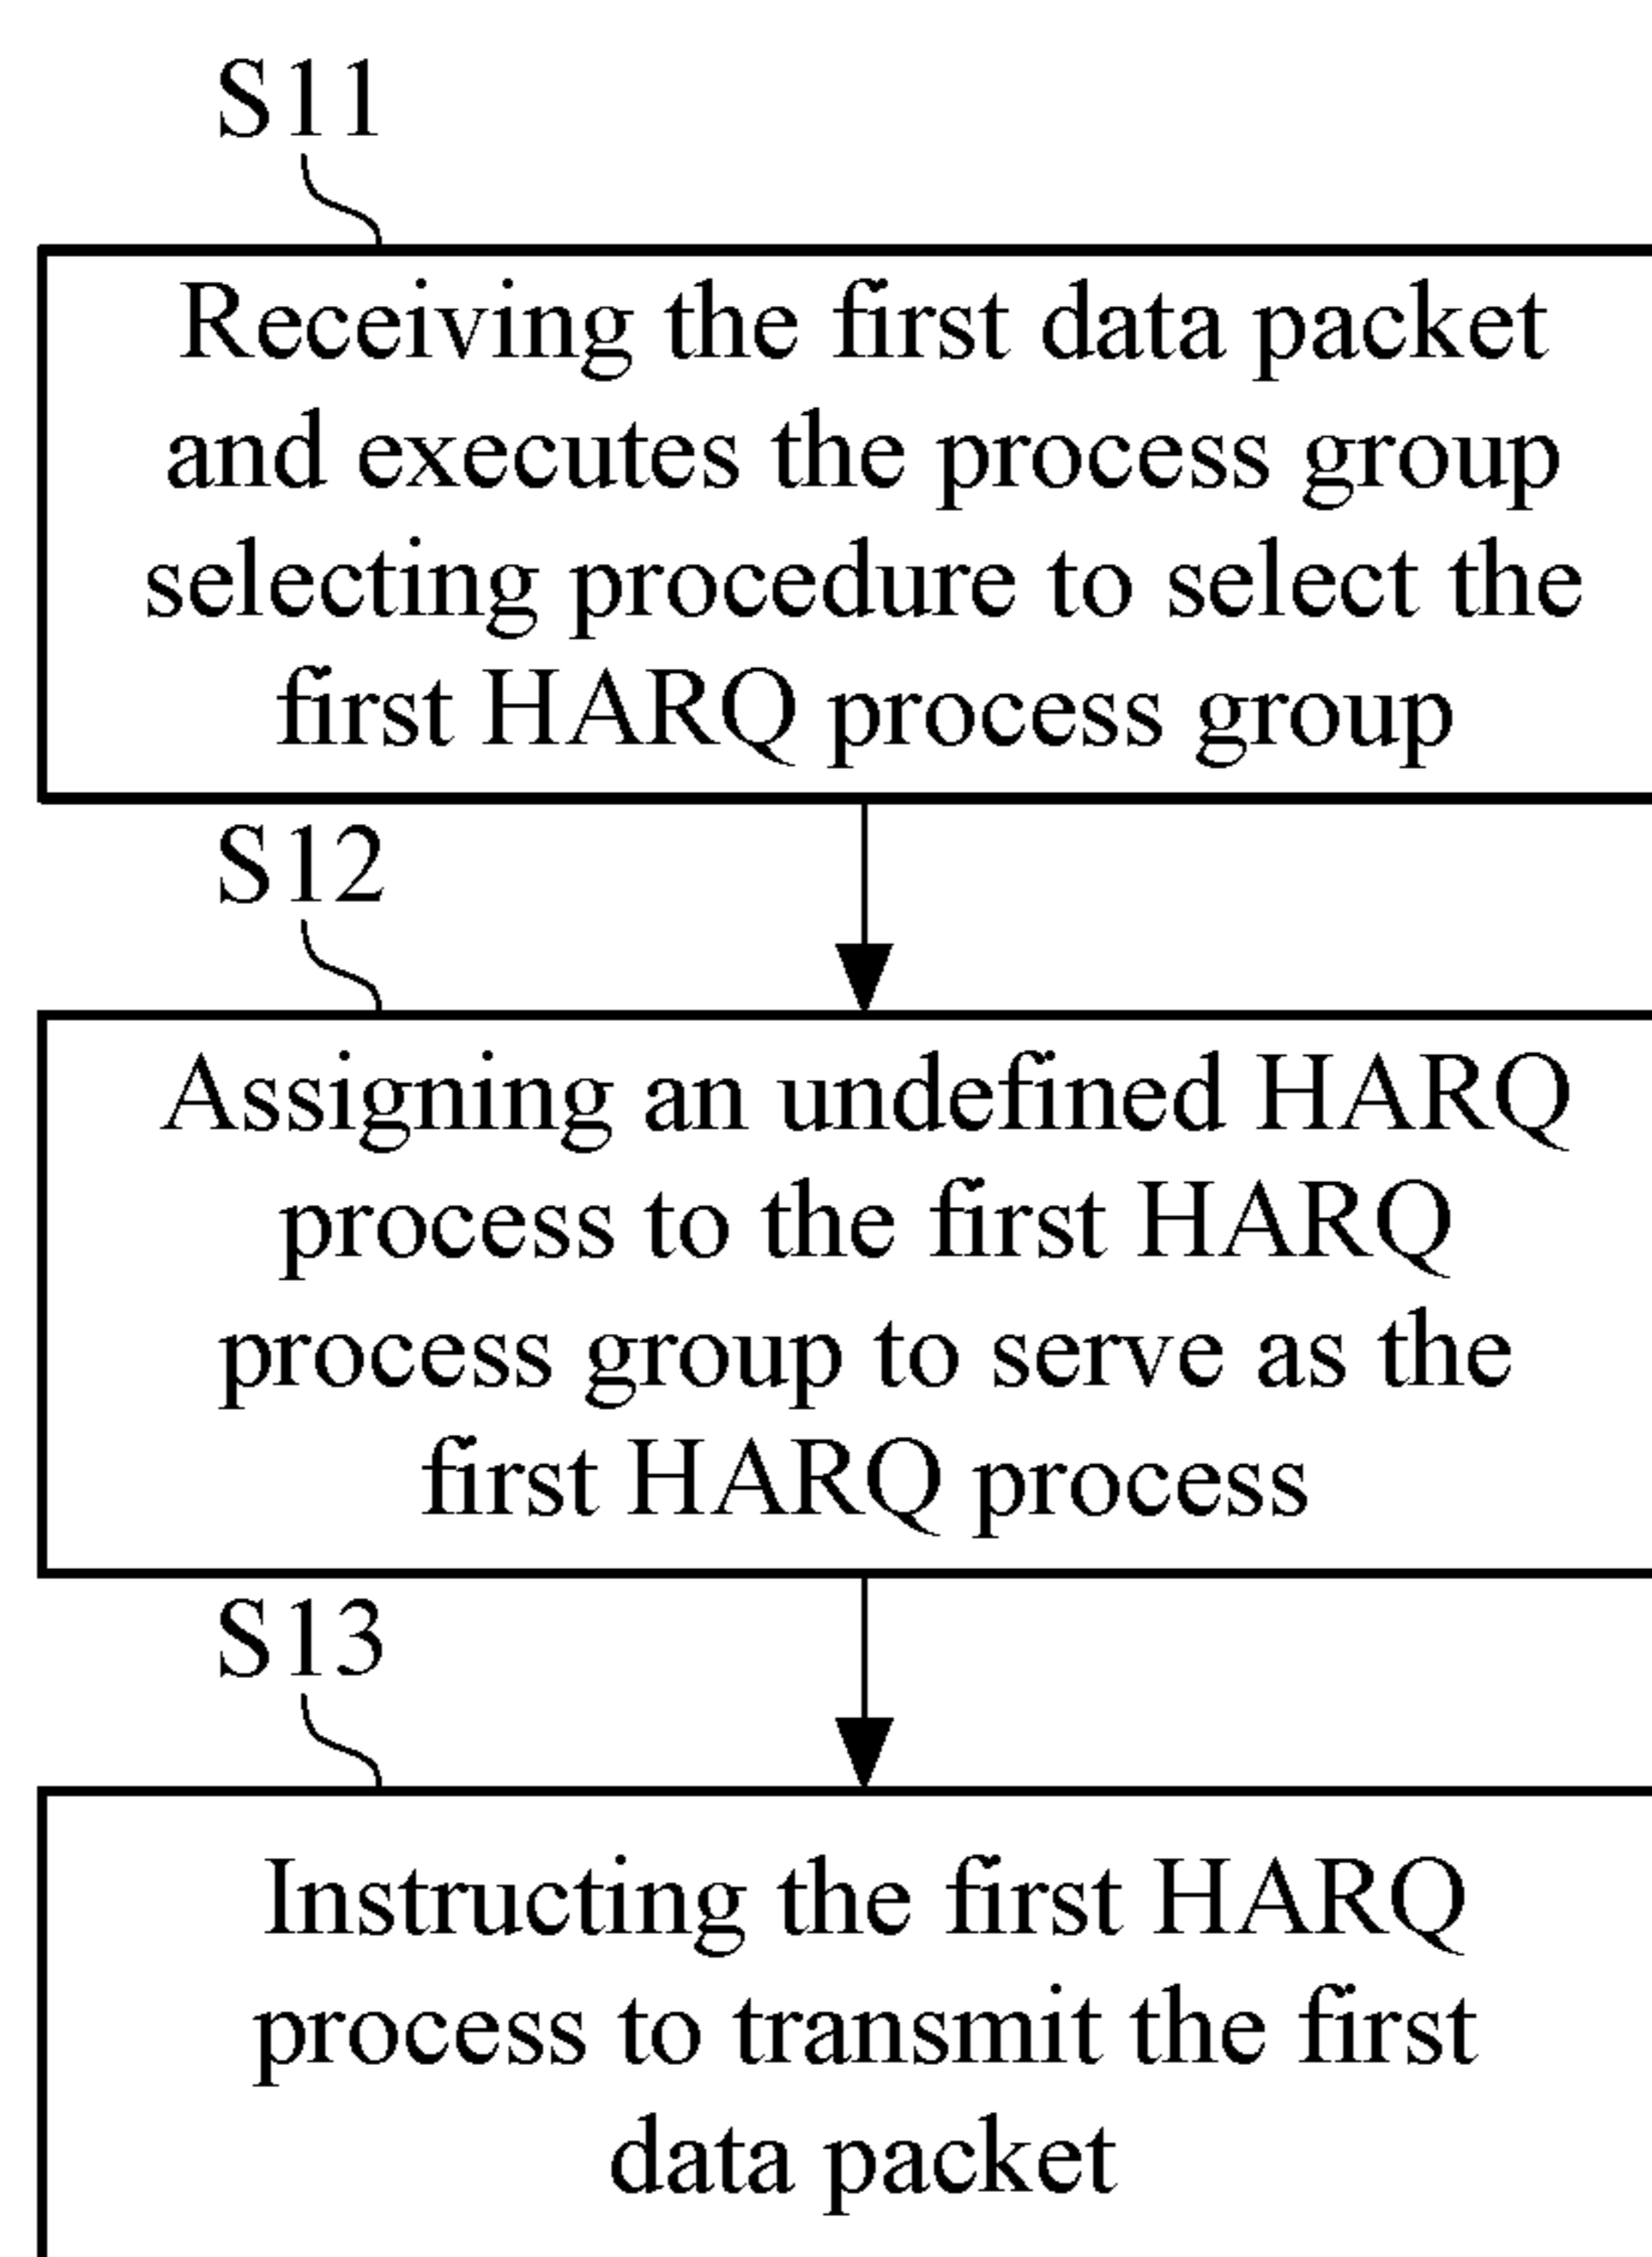 S11
Receiving the first data packet
and executes the process group
selecting procedure to select the
first HARQ process group
S12
Assigning an undefined HARQ
process to the first HARQ
process group to serve as the
first HARQ process
S13
Instructing the first HARQ
process to transmit the first
data packet